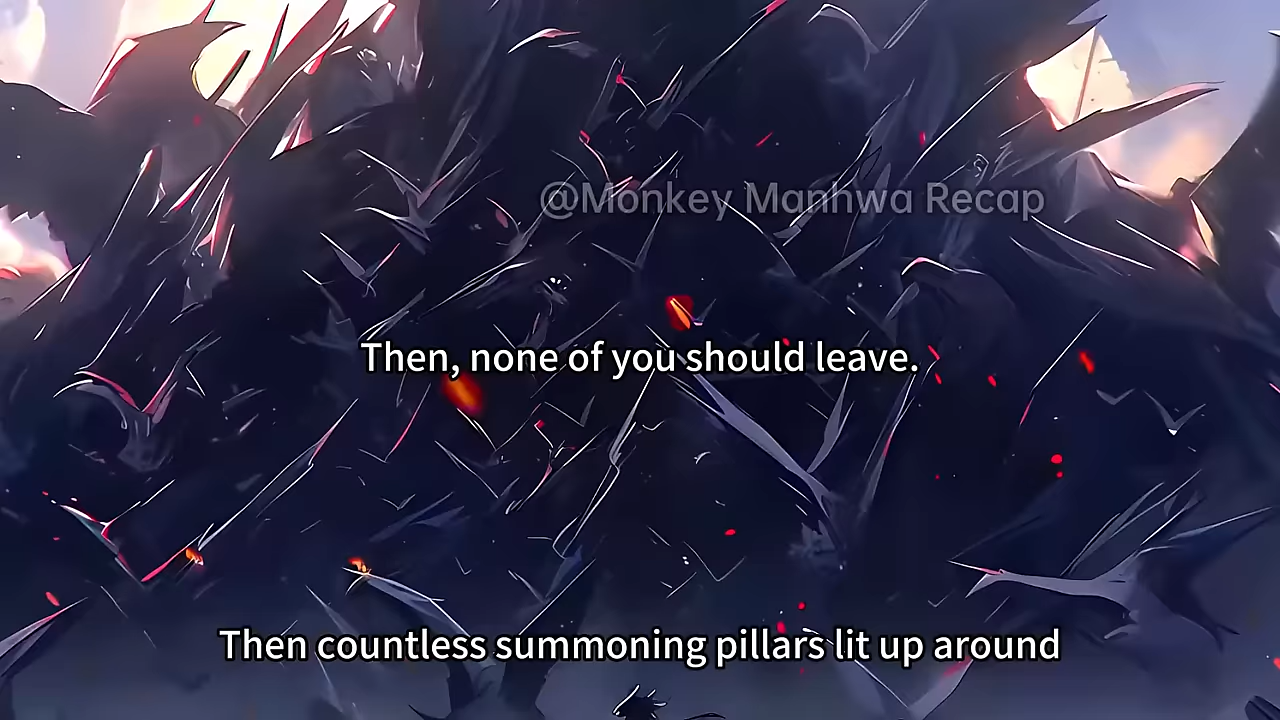 @Monkey Manhwa Recap
Then, none of you should leave.
Then countless summoning pillars lit up around